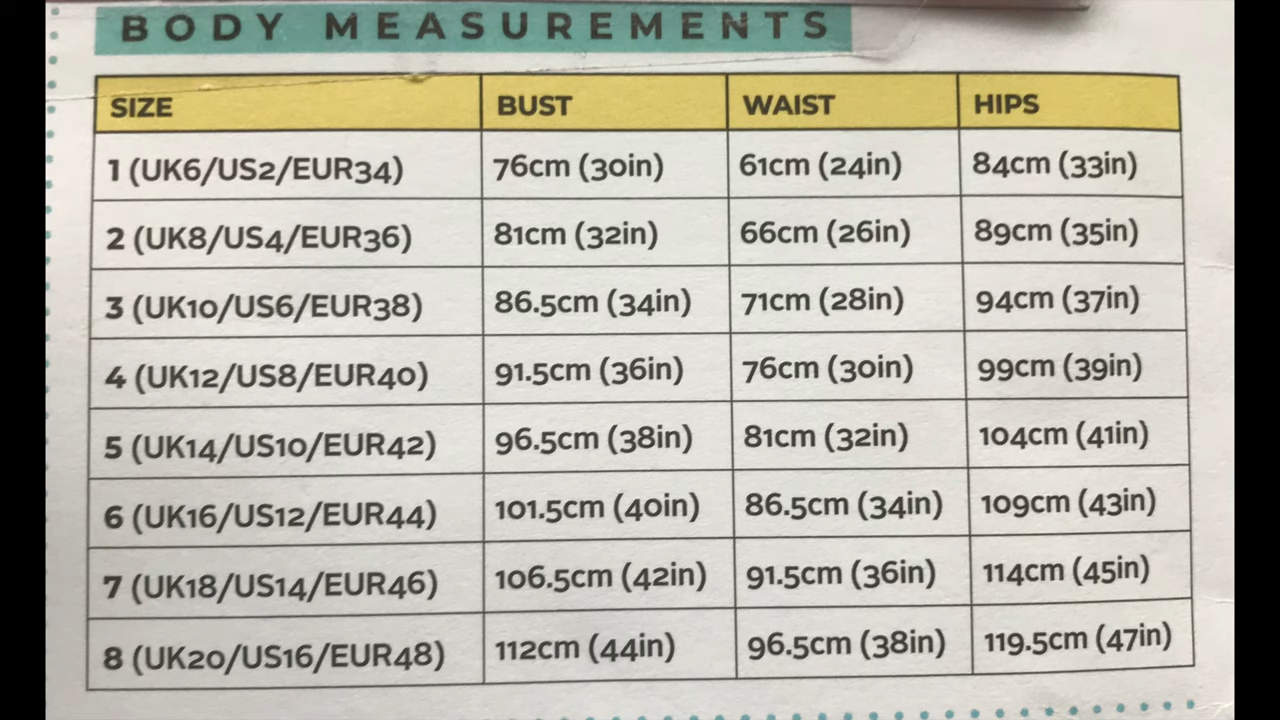 BODY MEASUREMENTS
SIZE BUST WAIST HIPS
1 (UK6/US2/EUR34) 76cm (30in) 61cm (24in) 84cm (33in)
2 (UK8/US4/EUR36) 81cm (32in) 66cm (26in) 89cm (35in)
3 (UK10/US6/EUR38) 86.5cm (34in) 71cm (28in) 94cm (37in)
4 (UK12/US8/EUR40) 91.5cm (36in) 76cm (30in) 99cm (39in)
5 (UK14/US10/EUR42) 96.5cm (38in) 81cm (32in) 104cm (41in)
6 (UK16/US12/EUR44) 101.5cm (40in) 86.5cm (34in) 109cm (43in)
7 (UK18/US14/EUR46) 106.5cm (42in) 91.5cm (36in) 114cm (45in)
8 (UK20/US16/EUR48) 112cm (44in) 96.5cm (38in) 119.5cm (47in)